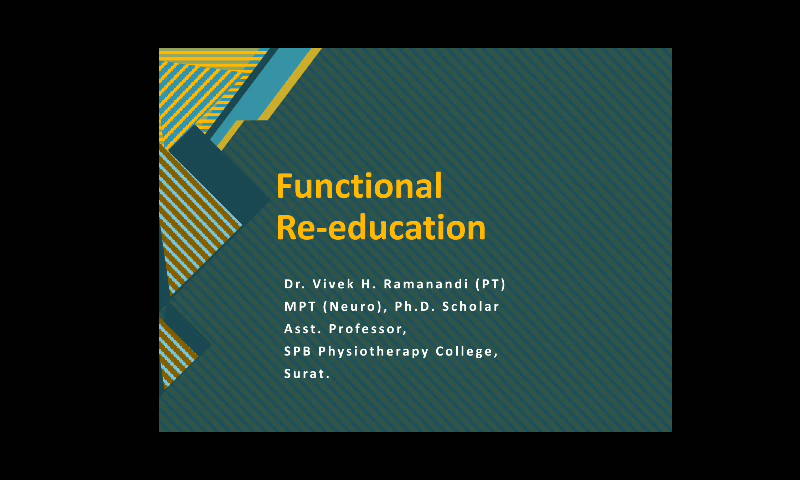 Functional
Re-education
Dr. Vivek H. Ramanandi (PT)
MPT (Neuro), Ph.D. Scholar
Asst. Professor,
SPB Physiotherapy College,
Surat.